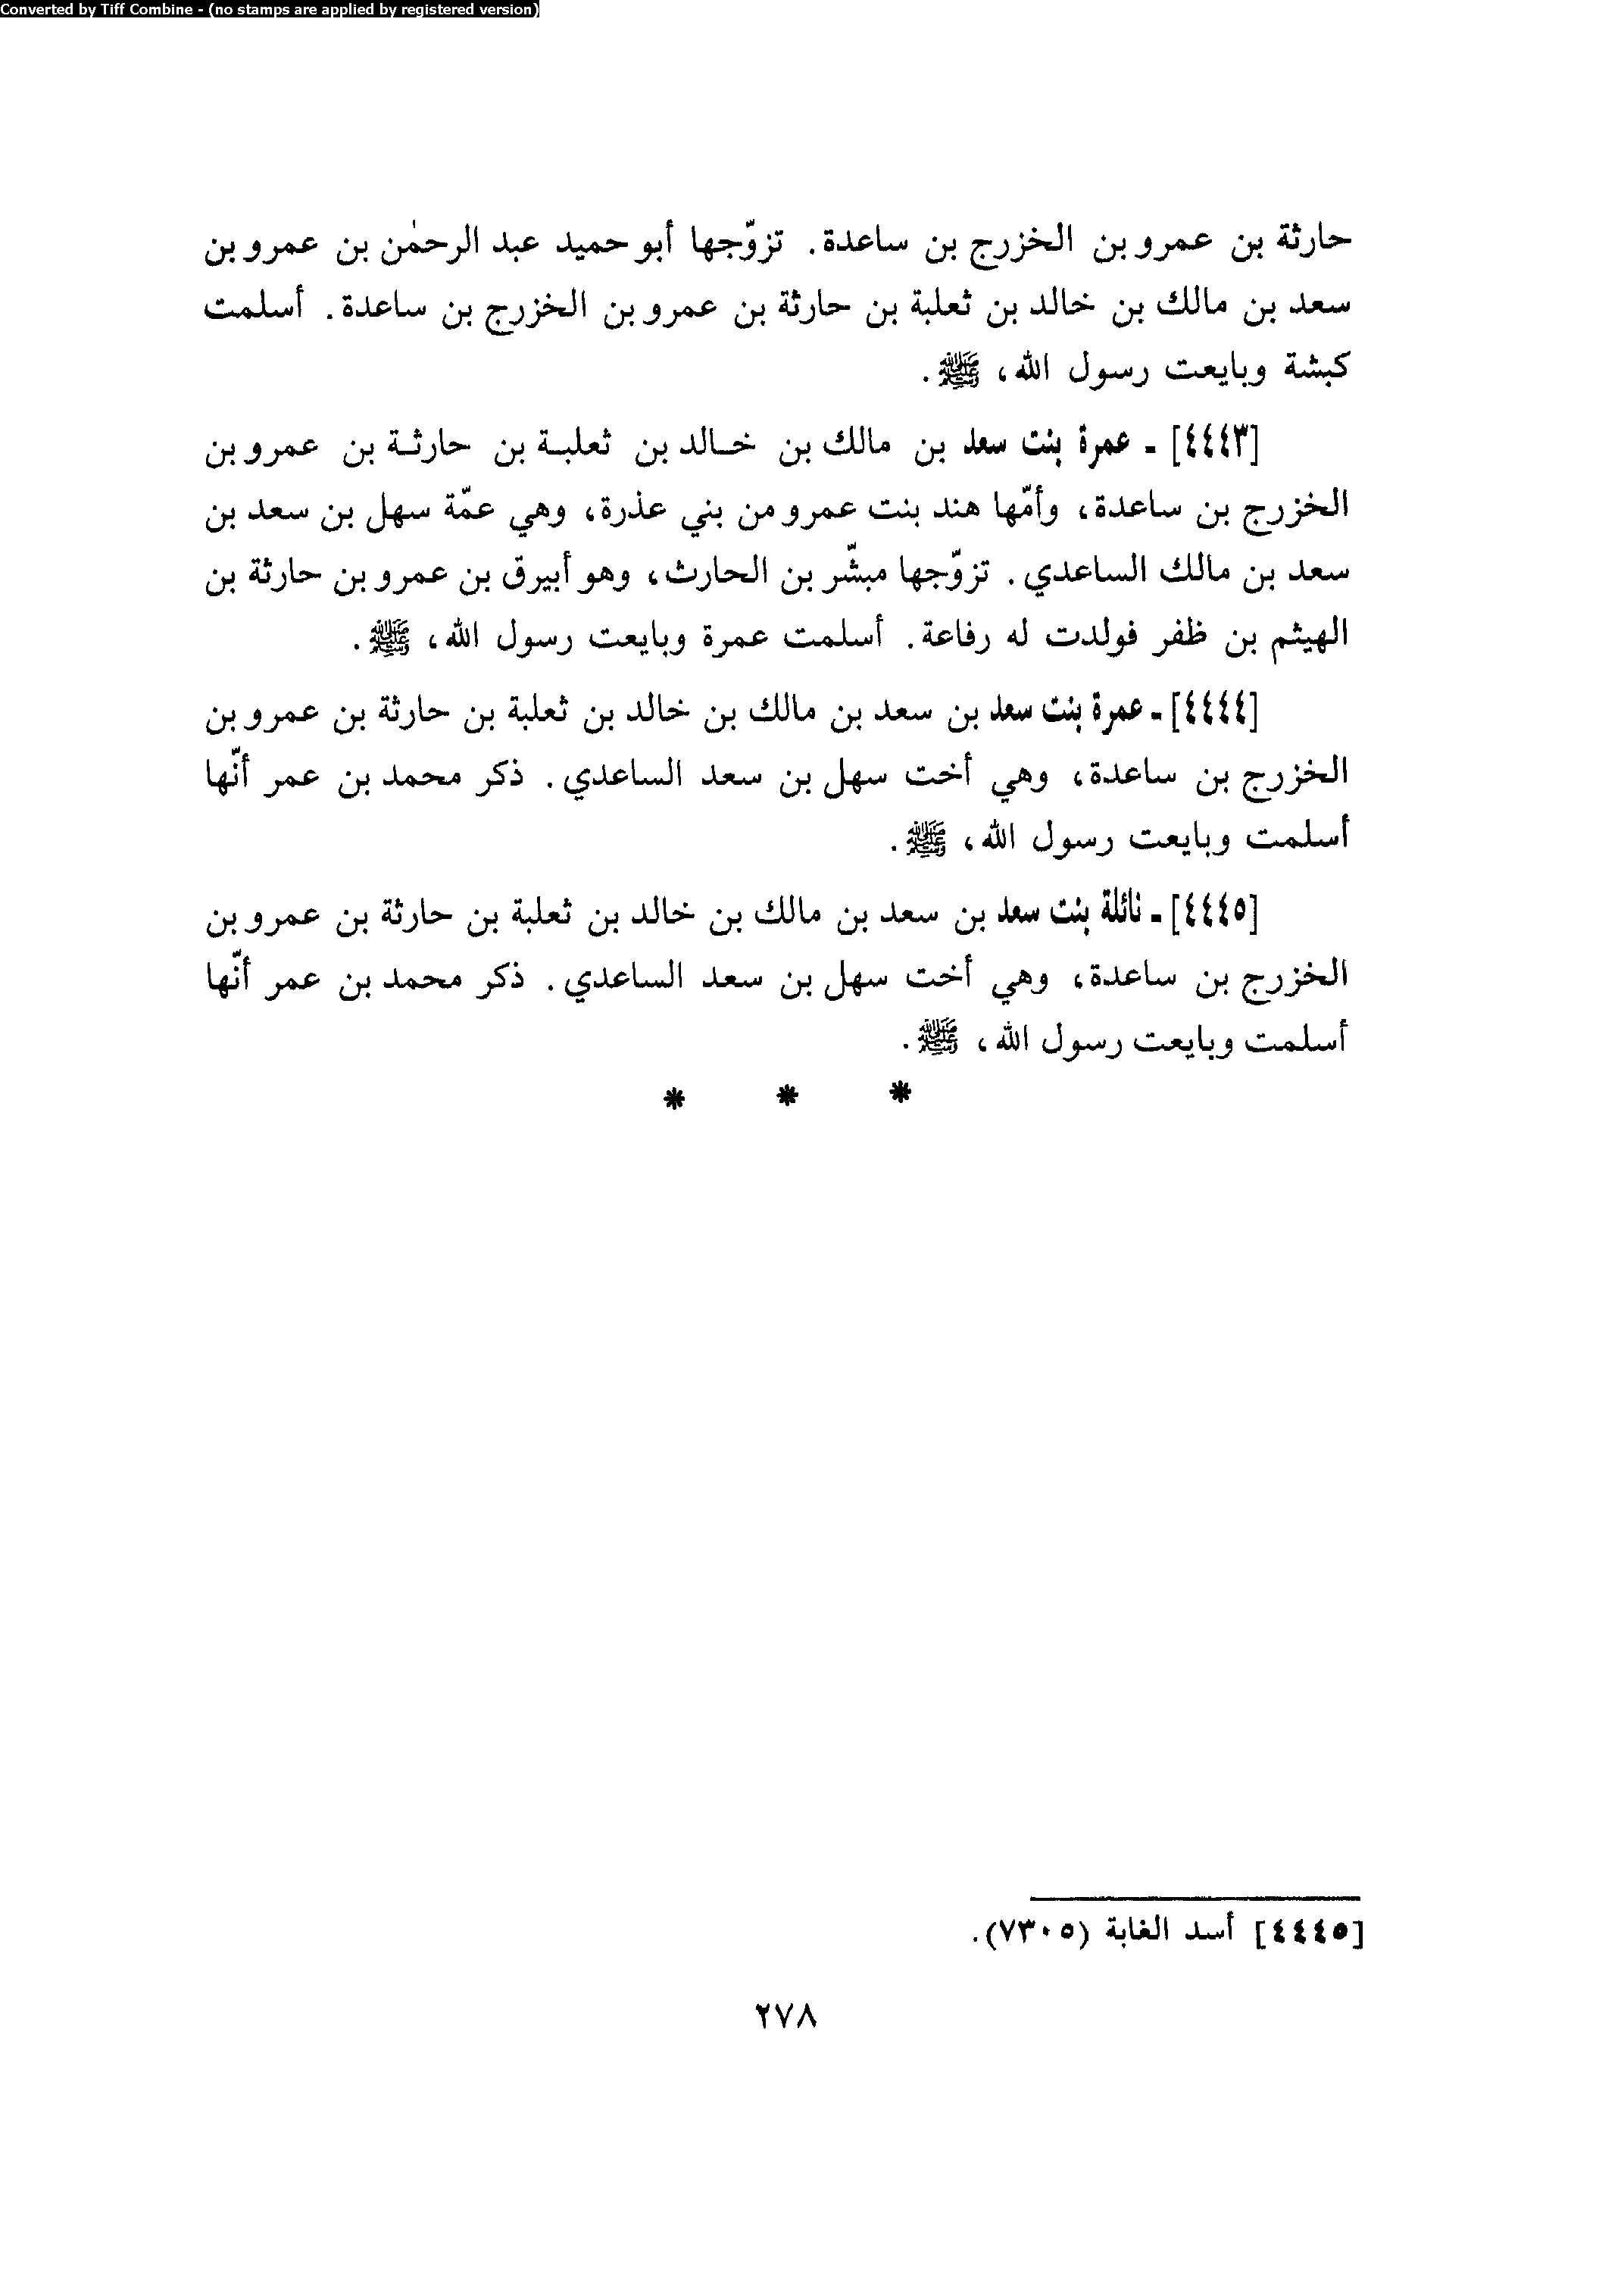 Converted by Tiff Combine - (no stamps are applied by registered version)
حارثة بن عمرو بن الخزرج بن ساعدة. تزوّجها أبو حميد عبد الرحمٰن بن عمرو بن
سعد بن مالك بن خالد بن ثعلبة بن حارثة بن عمرو بن الخزرج بن ساعدة. أسلمت
كبشة وبايعت رسول الله، ﷺ.
[٤٤٤٣] ـ عمرة بنت سعد بن مالك بن خـالد بن ثعلبـة بن حارثـة بن عمرو بن
الخزرج بن ساعدة، وأمّها هند بنت عمرو من بني عذرة، وهي عمّة سهل بن سعد بن
سعد بن مالك الساعدي. تزوّجها مبشّر بن الحارث، وهو أبيرق بن عمرو بن حارثة بن
الهيثم بن ظفر فولدت له رفاعة. أسلمت عمرة وبايعت رسول الله، ﷺ.
[٤٤٤٤] ـ عمرة بنت سعد بن سعد بن مالك بن خالد بن ثعلبة بن حارثة بن عمرو بن
الخزرج بن ساعدة، وهي أخت سهل بن سعد الساعدي. ذكر محمد بن عمر أنّها
أسلمت وبايعت رسول الله، ﷺ.
[٤٤٤٥] ـ نائلة بنت سعد بن سعد بن مالك بن خالد بن ثعلبة بن حارثة بن عمرو بن
الخزرج بن ساعدة، وهي أخت سهل بن سعد الساعدي. ذكر محمد بن عمر أنّها
أسلمت وبايعت رسول الله، ﷺ.
* * *
[٤٤٤٥] أسد الغابة (٧٣٠٥).
٢٧٨